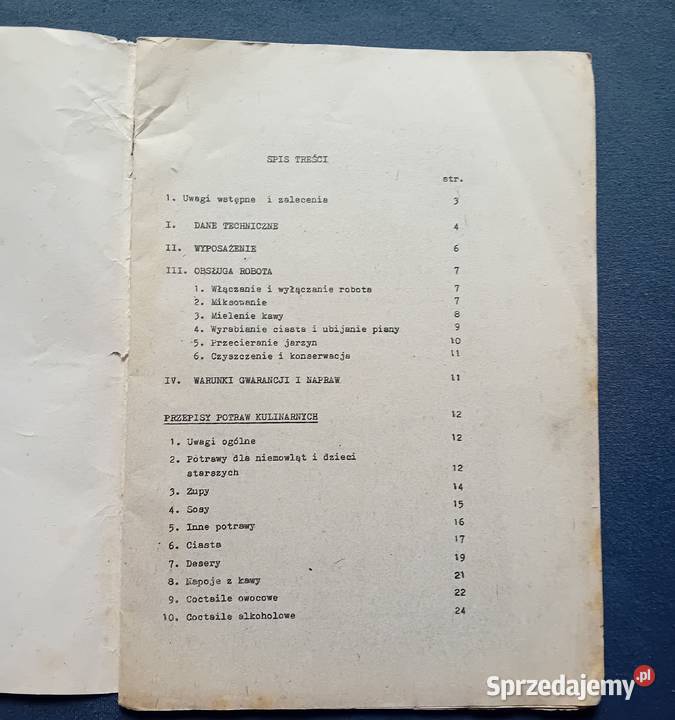 SPIS TREŚCI
str.
1. Uwagi wstępne i zalecenia 3
I. DANE TECHNICZNE 4
II. WYPOSAŻENIE 6
III. OBSŁUGA ROBOTA 7
1. Włączanie i wyłączanie robota 7
2. Miksowanie 7
3. Mielenie kawy 8
4. Wyrabianie ciasta i ubijanie piany 9
5. Przecieranie jarzyn 10
6. Czyszczenie i konserwacja 11
IV. WARUNKI GWARANCJI I NAPRAW 11
PRZEPISY POTRAW KULINARNYCH 12
1. Uwagi ogólne 12
2. Potrawy dla niemowląt i dzieci
starszych 12
3. Zupy 14
4. Sosy 15
5. Inne potrawy 16
6. Ciasta 17
7. Desery 19
8. Napoje z kawy 21
9. Coctaile owocowe 22
10. Coctaile alkoholowe 24
Sprzedajemy.pl